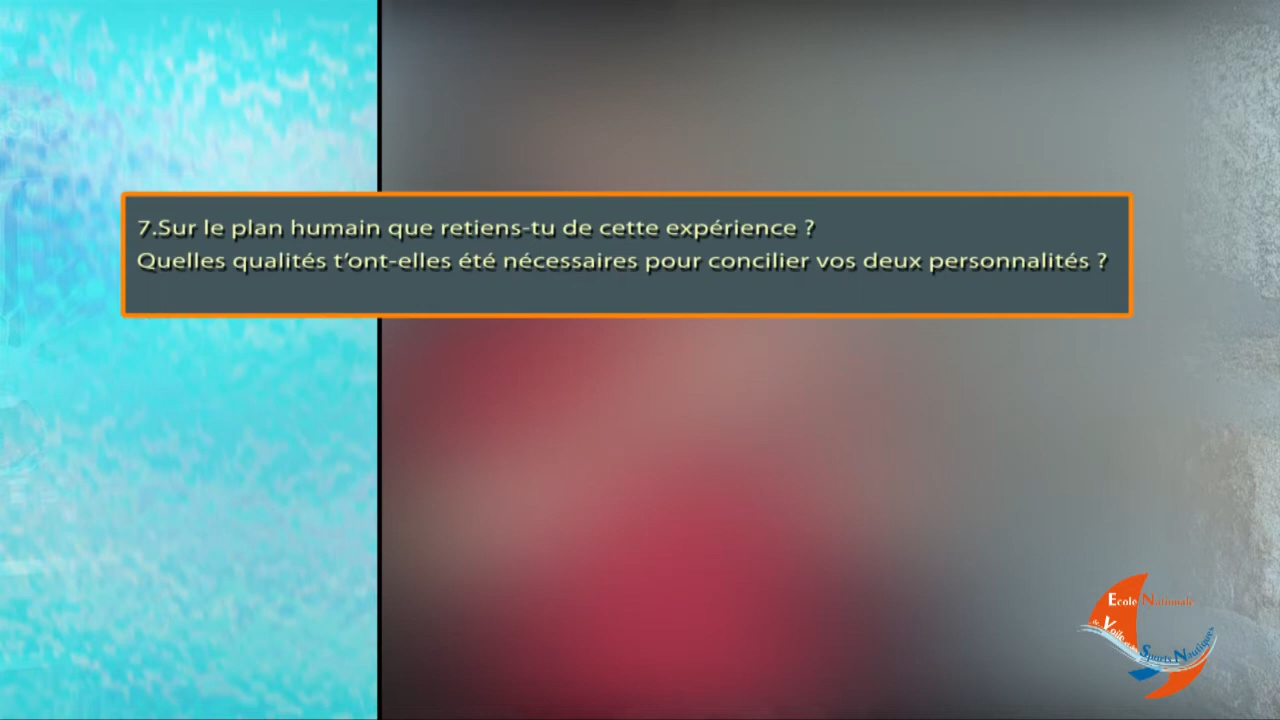 7.Sur le plan humain que retiens-tu de cette expérience ?
Quelles qualités t’ont-elles été nécessaires pour concilier vos deux personnalités ?
Ecole Nationale
de Voile et des
Sports Nautiques